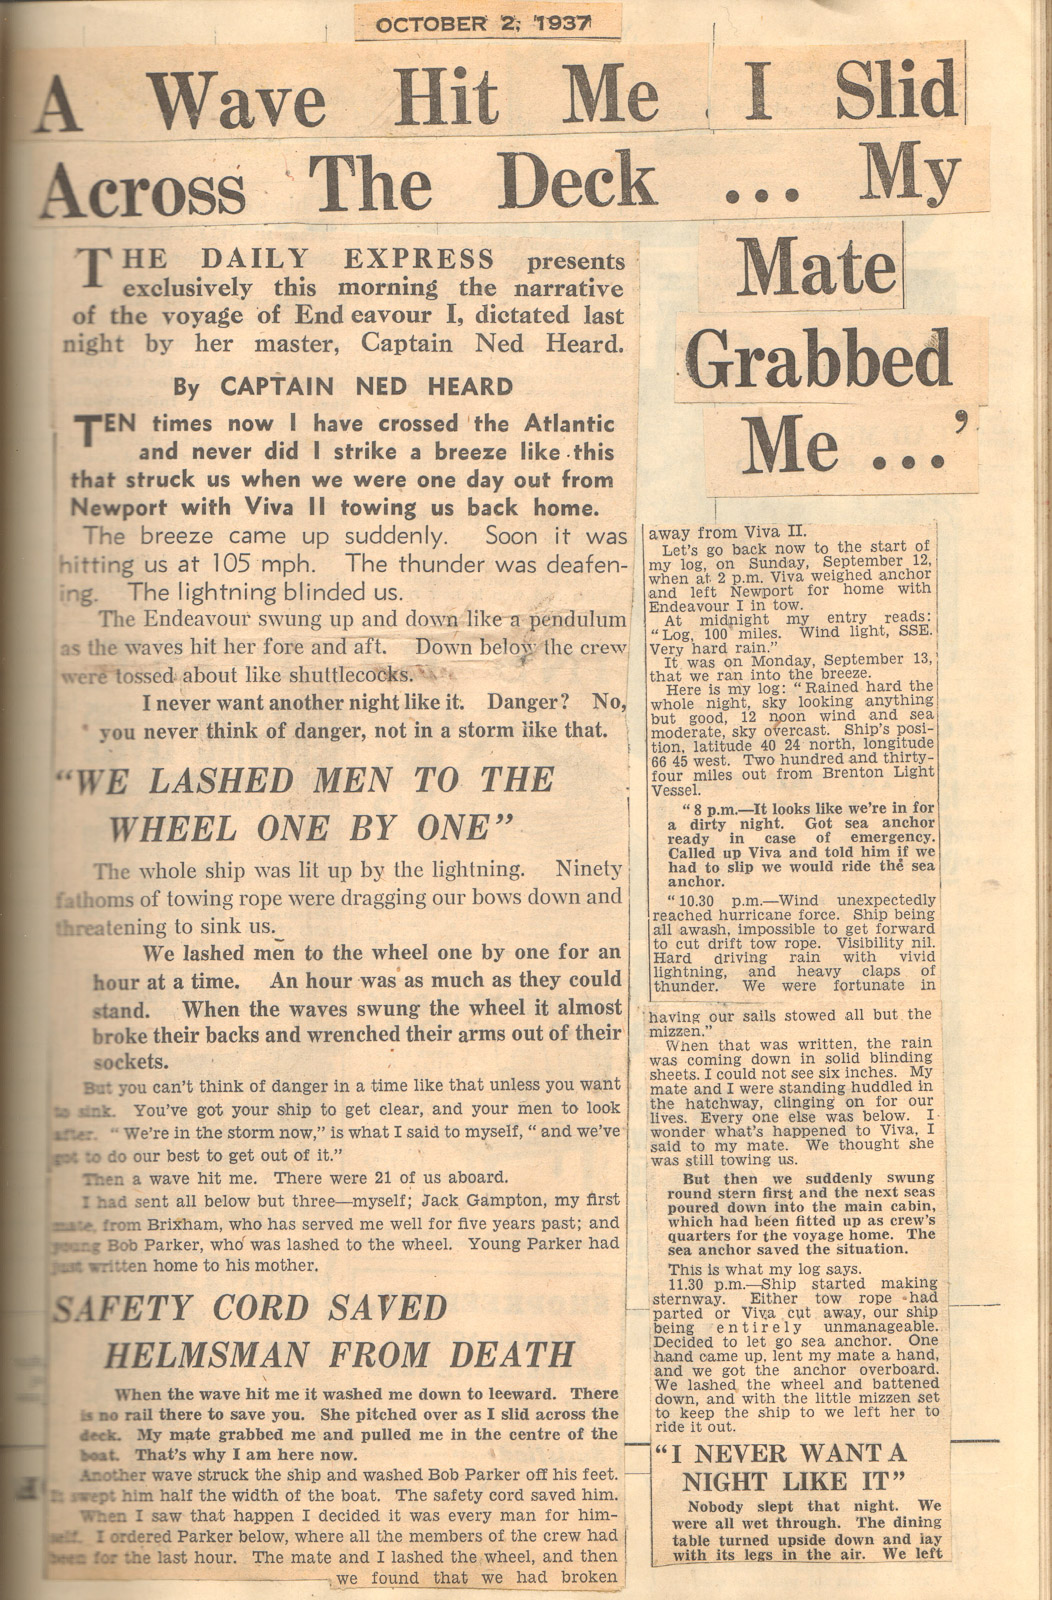 OCTOBER 2, 1937
A Wave Hit Me I Slid
Across The Deck ... My
Mate
Grabbed
Me ...’
THE DAILY EXPRESS presents
exclusively this morning the narrative
of the voyage of End eavour I, dictated last
night by her master, Captain Ned Heard.
By CAPTAIN NED HEARD
TEN times now I have crossed the Atlantic
and never did I strike a breeze like this
that struck us when we were one day out from
Newport with Viva II towing us back home.
The breeze came up suddenly. Soon it was
hitting us at 105 mph. The thunder was deafen-
ing. The lightning blinded us.
The Endeavour swung up and down like a pendulum
as the waves hit her fore and aft. Down below the crew
were tossed about like shuttlecocks.
I never want another night like it. Danger? No,
you never think of danger, not in a storm like that.
“WE LASHED MEN TO THE
WHEEL ONE BY ONE”
The whole ship was lit up by the lightning. Ninety
fathoms of towing rope were dragging our bows down and
threatening to sink us.
We lashed men to the wheel one by one for an
hour at a time. An hour was as much as they could
stand. When the waves swung the wheel it almost
broke their backs and wrenched their arms out of their
sockets.
But you can't think of danger in a time like that unless you want
to sink. You've got your ship to get clear, and your men to look
after. “ We're in the storm now,” is what I said to myself, “ and we've
got to do our best to get out of it.”
Then a wave hit me. There were 21 of us aboard.
I had sent all below but three—myself; Jack Gampton, my first
mate, from Brixham, who has served me well for five years past; and
young Bob Parker, who was lashed to the wheel. Young Parker had
just written home to his mother.
SAFETY CORD SAVED
HELMSMAN FROM DEATH
When the wave hit me it washed me down to leeward. There
is no rail there to save you. She pitched over as I slid across the
deck. My mate grabbed me and pulled me in the centre of the
boat. That's why I am here now.
Another wave struck the ship and washed Bob Parker off his feet.
It swept him half the width of the boat. The safety cord saved him.
When I saw that happen I decided it was every man for him-
self. I ordered Parker below, where all the members of the crew had
been for the last hour. The mate and I lashed the wheel, and then
we found that we had broken
away from Viva II.
Let's go back now to the start of
my log, on Sunday, September 12,
when at 2 p.m. Viva weighed anchor
and left Newport for home with
Endeavour I in tow.
At midnight my entry reads:
“ Log, 100 miles. Wind light, SSE.
Very hard rain.”
It was on Monday, September 13,
that we ran into the breeze.
Here is my log: “ Rained hard the
whole night, sky looking anything
but good, 12 noon wind and sea
moderate, sky overcast. Ship's posi-
tion, latitude 40 24 north, longitude
66 45 west. Two hundred and thirty-
four miles out from Brenton Light
Vessel.
“ 8 p.m.—It looks like we're in for
a dirty night. Got sea anchor
ready in case of emergency.
Called up Viva and told him if we
had to slip we would ride the sea
anchor.
“ 10.30 p.m.—Wind unexpectedly
reached hurricane force. Ship being
all awash, impossible to get forward
to cut drift tow rope. Visibility nil.
Hard driving rain with vivid
lightning, and heavy claps of
thunder. We were fortunate in
having our sails stowed all but the
mizzen.”
When that was written, the rain
was coming down in solid blinding
sheets. I could not see six inches. My
mate and I were standing huddled in
the hatchway, clinging on for our
lives. Every one else was below. I
wonder what's happened to Viva, I
said to my mate. We thought she
was still towing us.
But then we suddenly swung
round stern first and the next seas
poured down into the main cabin,
which had been fitted up as crew's
quarters for the voyage home. The
sea anchor saved the situation.
This is what my log says.
11.30 p.m.—Ship started making
sternway. Either tow rope had
parted or Viva cut away, our ship
being entirely unmanageable.
Decided to let go sea anchor. One
hand came up, lent my mate a hand,
and we got the anchor overboard.
We lashed the wheel and battened
down, and with the little mizzen set
to keep the ship to we left her to
ride it out.
“I NEVER WANT A
NIGHT LIKE IT”
Nobody slept that night. We
were all wet through. The dining
table turned upside down and lay
with its legs in the air. We left